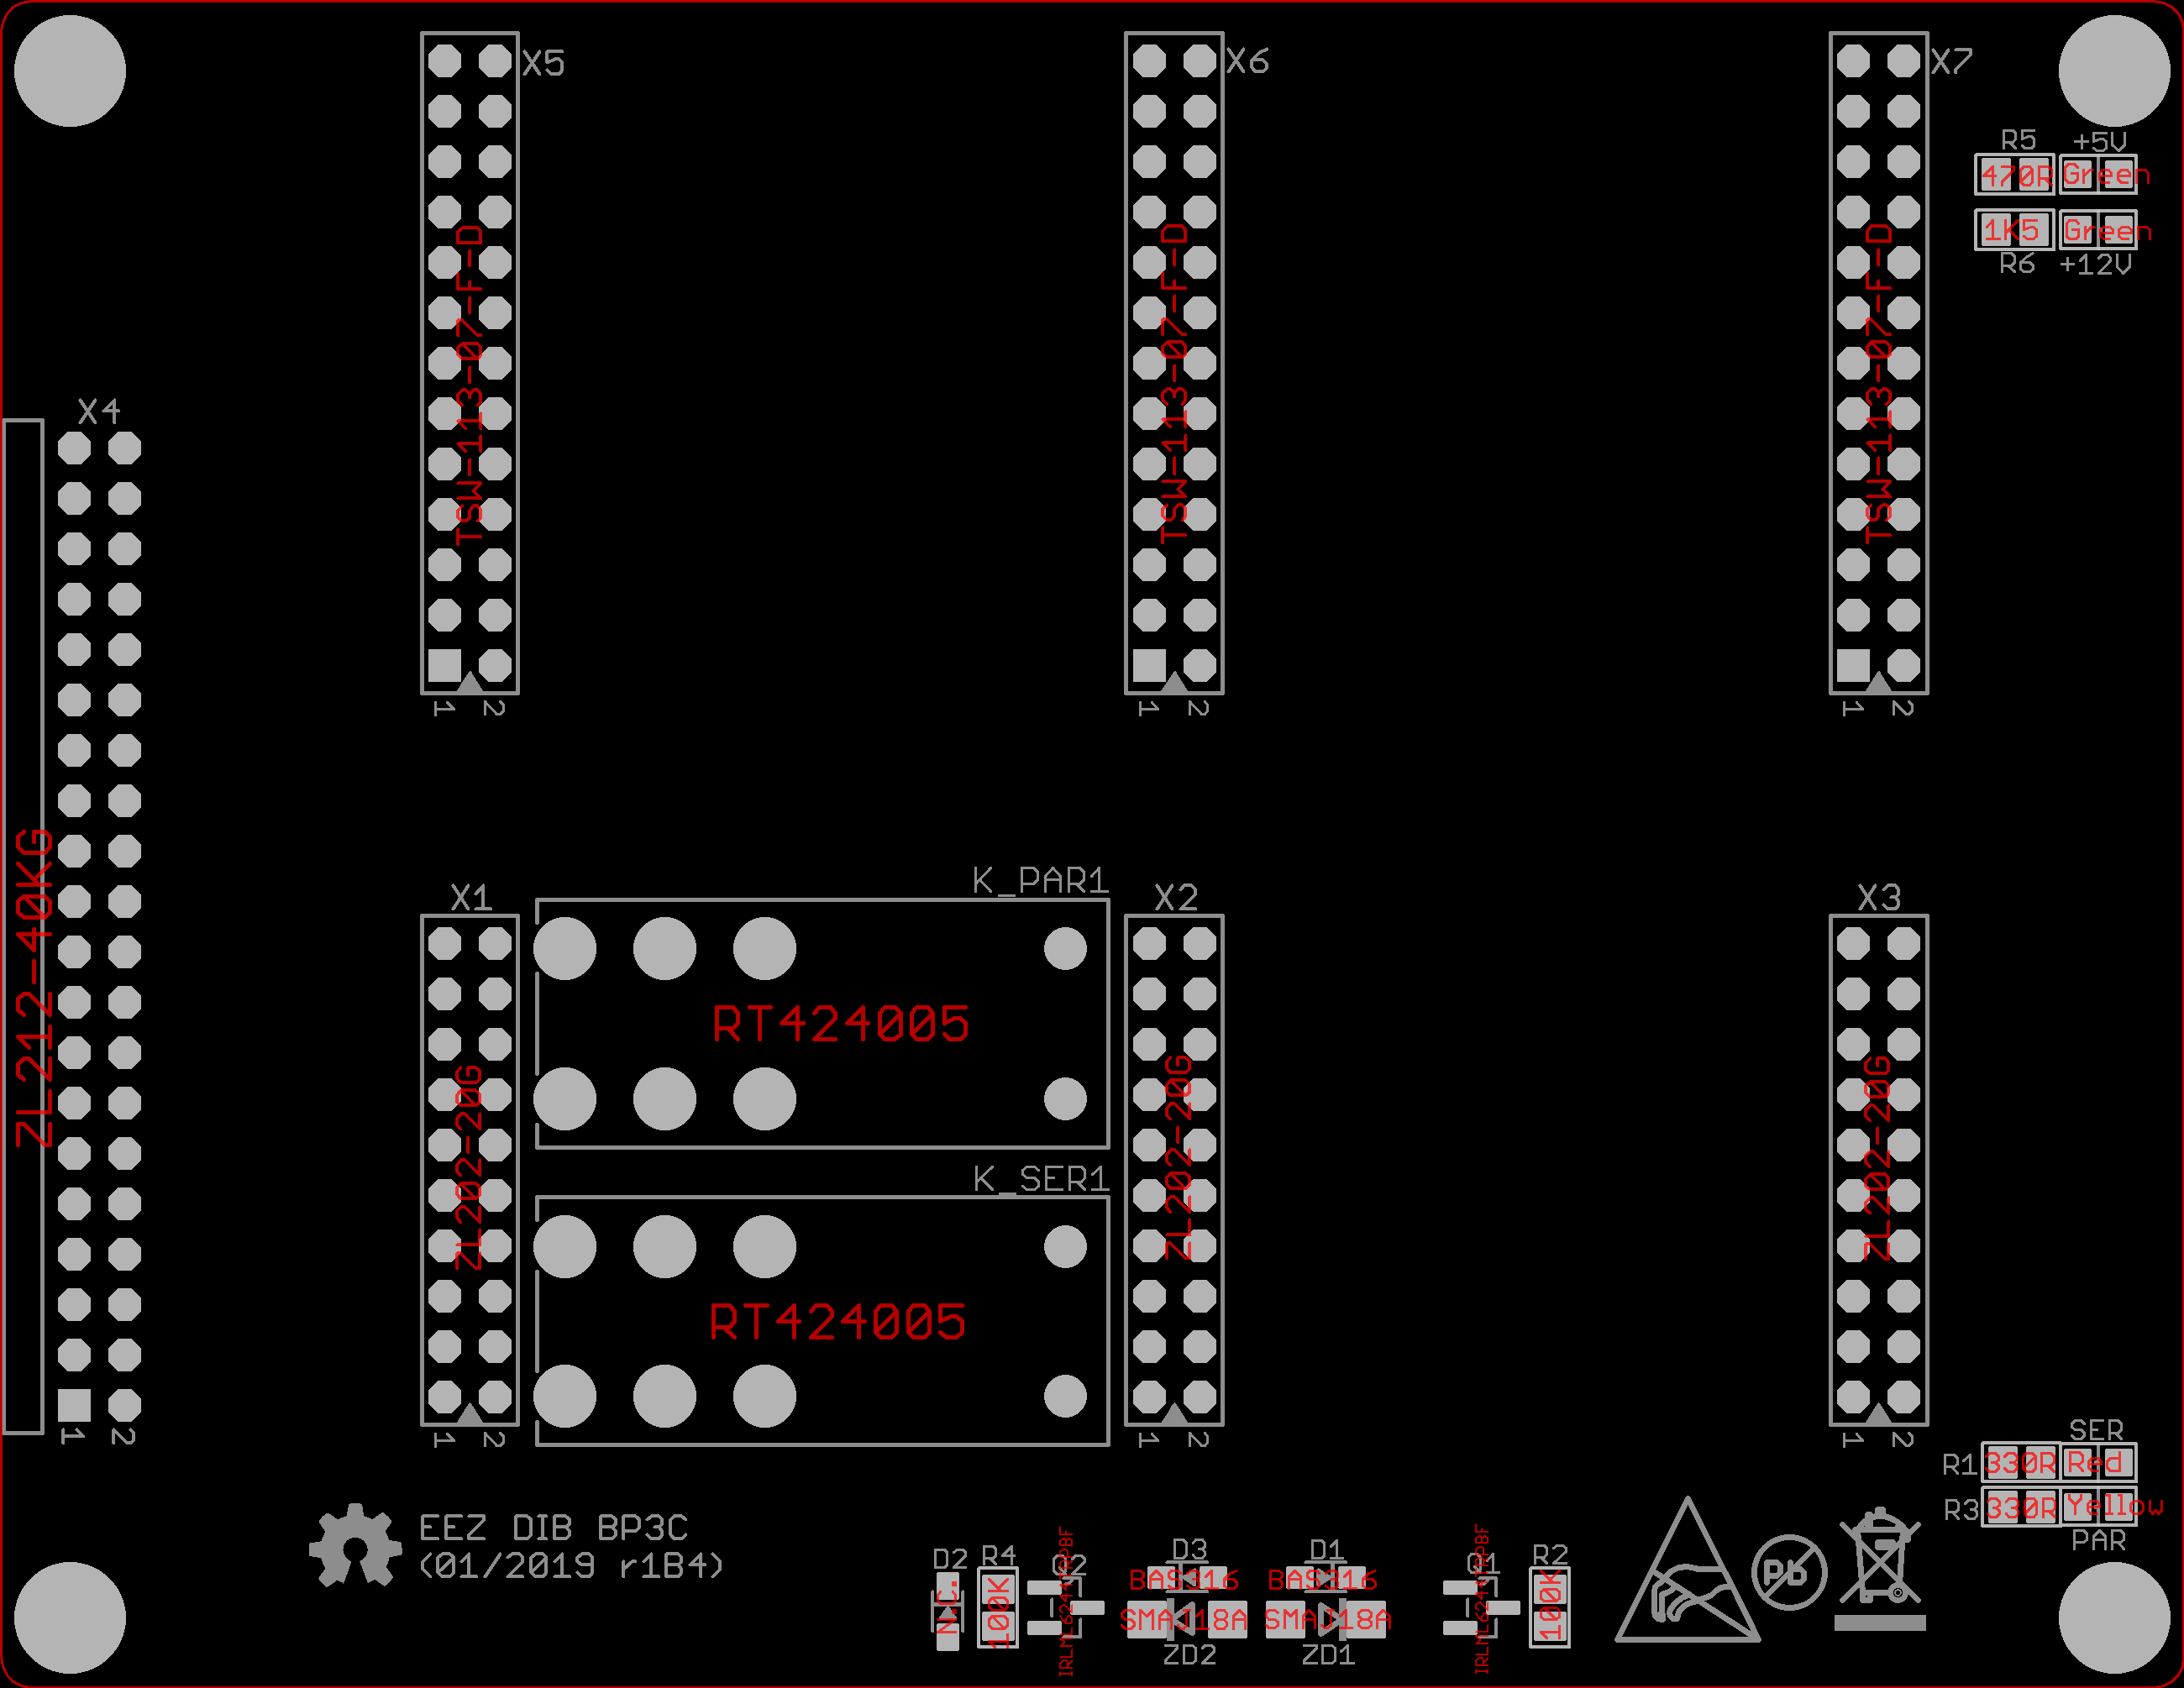 X5
X6
X7
R5
+5V
470R
Green
1K5
Green
R6
+12V
TSW-113-07-F-D
TSW-113-07-F-D
TSW-113-07-F-D
X4
1
2
1
2
1
2
ZL212-40KG
K_PAR1
X1
X2
X3
RT424005
ZL202-20G
ZL202-20G
ZL202-20G
K_SER1
RT424005
1
2
1
2
1
2
1
2
SER
R1
330R
Red
R3
330R
Yellow
PAR
EEZ DIB BP3C
(01/2019 r1B4)
D2
N.C.
R4
100K
Q2
D3
BAS316
SMAJ18A
ZD2
D1
BAS316
SMAJ18A
ZD1
Q1
R2
100K
Pb